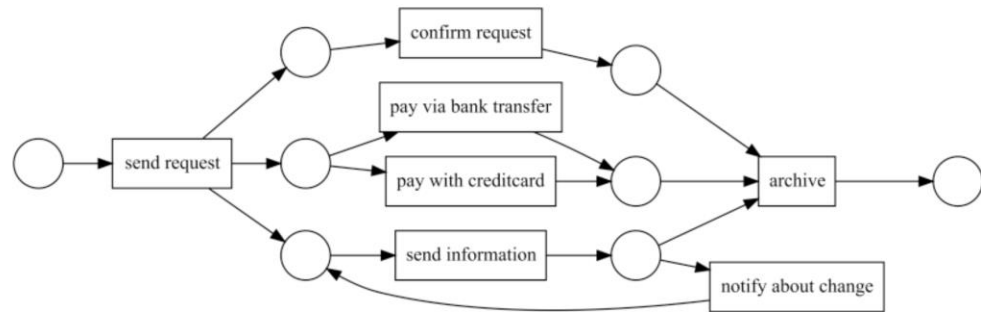 confirm request
pay via bank transfer
send request
pay with creditcard
archive
send information
notify about change